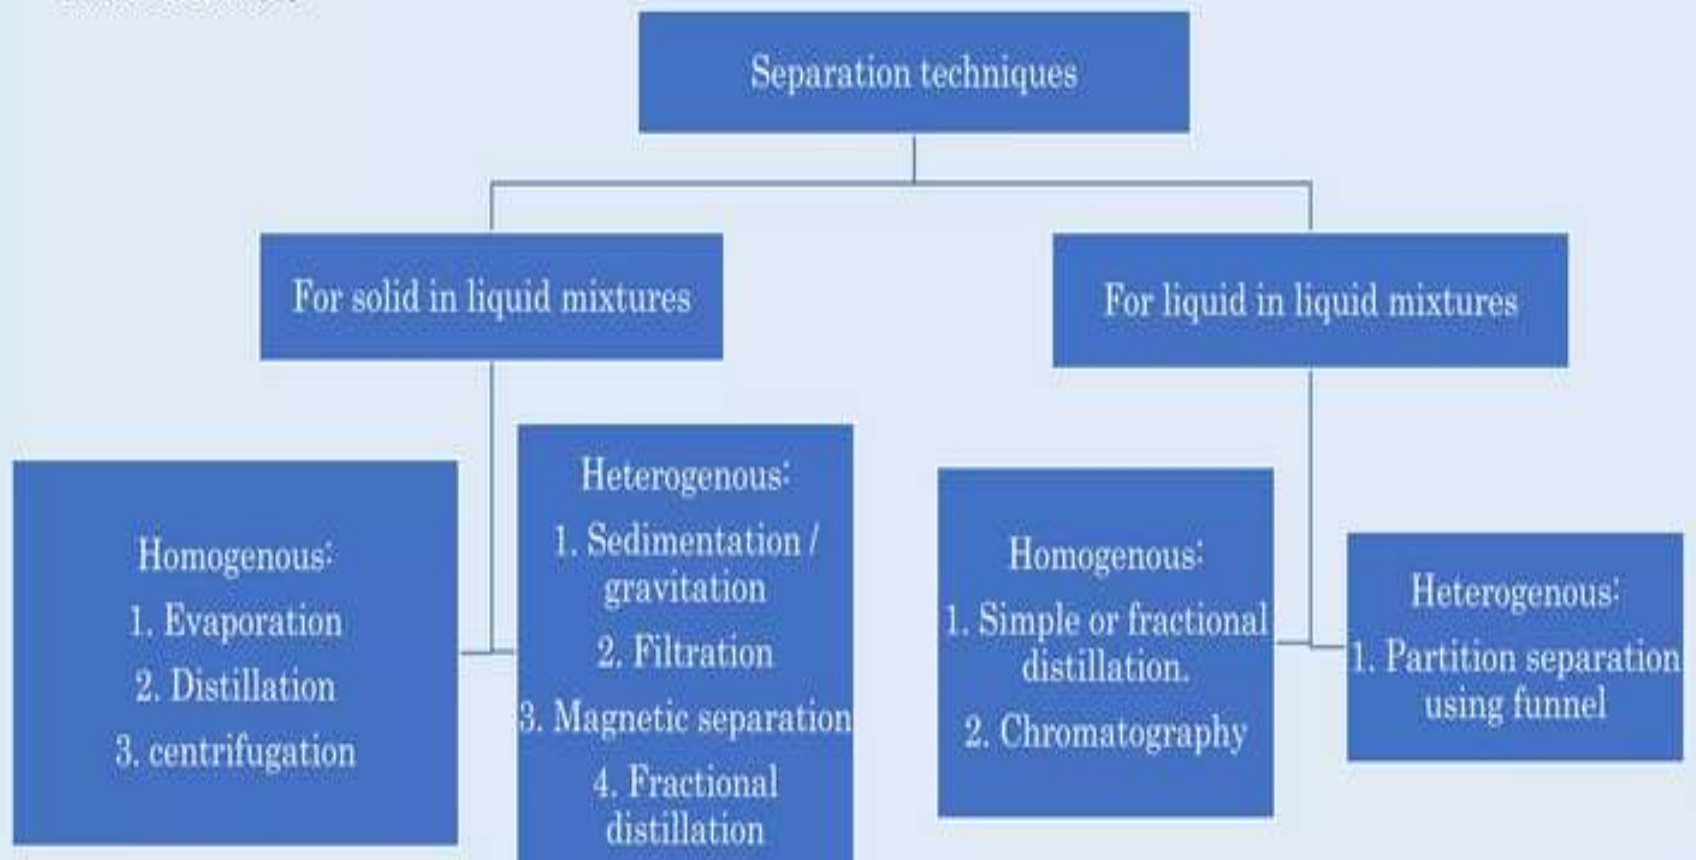 Separation techniques
For solid in liquid mixtures
For liquid in liquid mixtures
Homogenous:
1. Evaporation
2. Distillation
3. centrifugation
Heterogenous:
1. Sedimentation /
gravitation
2. Filtration
3. Magnetic separation
4. Fractional
distillation
Homogenous:
1. Simple or fractional
distillation.
2. Chromatography
Heterogenous:
1. Partition separation
using funnel